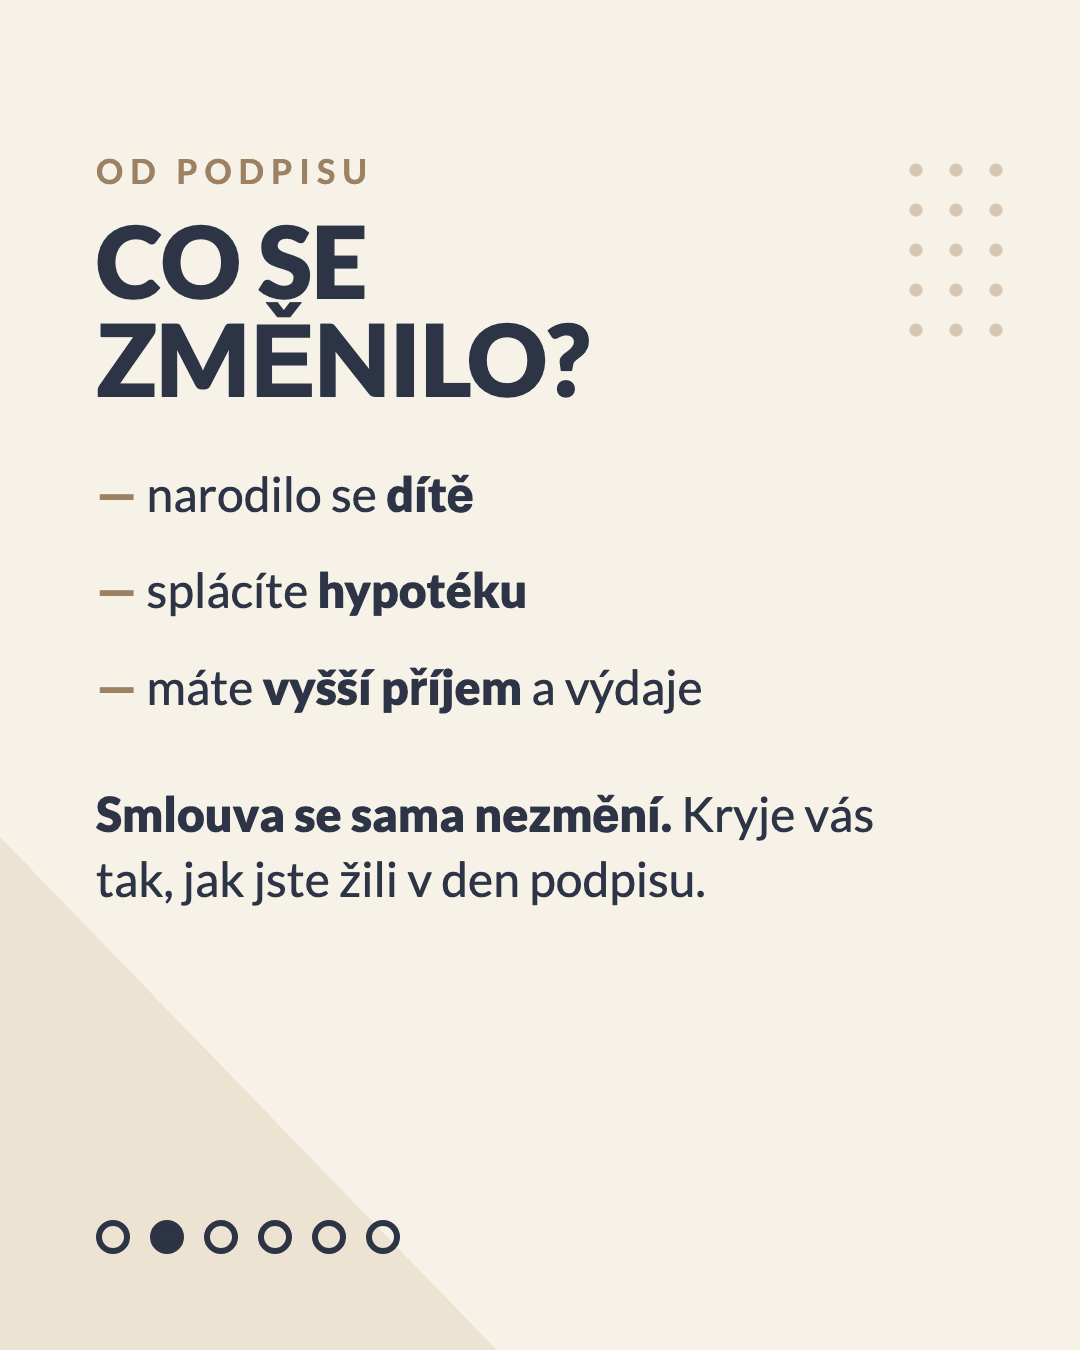 OD PODPISU
CO SE
ZMĚNILO?
— narodilo se dítě
— splácíte hypotéku
— máte vyšší příjem a výdaje
Smlouva se sama nezmění. Kryje vás
tak, jak jste žili v den podpisu.